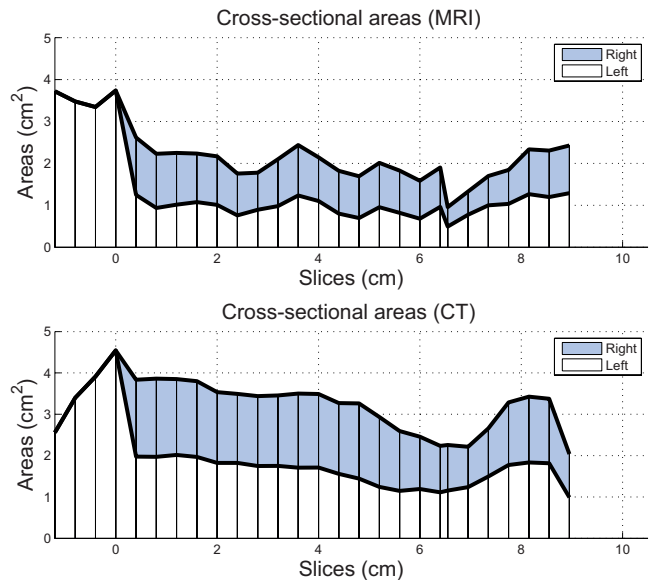 Cross-sectional areas (MRI)
5
4
3
2
1
0
Areas (cm²)
Right
Left
0 2 4 6 8 10
Slices (cm)
Cross-sectional areas (CT)
5
4
3
2
1
0
Areas (cm²)
Right
Left
0 2 4 6 8 10
Slices (cm)